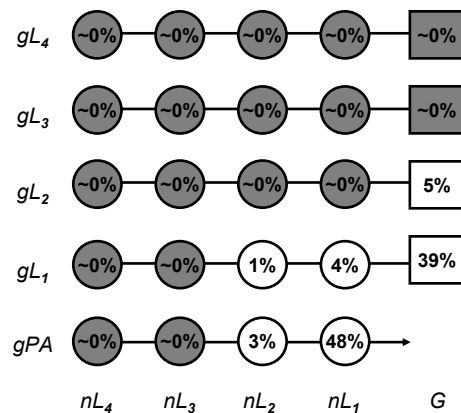 gL4 ~0% ~0% ~0% ~0% ~0%
gL3 ~0% ~0% ~0% ~0% ~0%
gL2 ~0% ~0% ~0% ~0% 5%
gL1 ~0% ~0% 1% 4% 39%
gPA ~0% ~0% 3% 48%
nL4 nL3 nL2 nL1 G